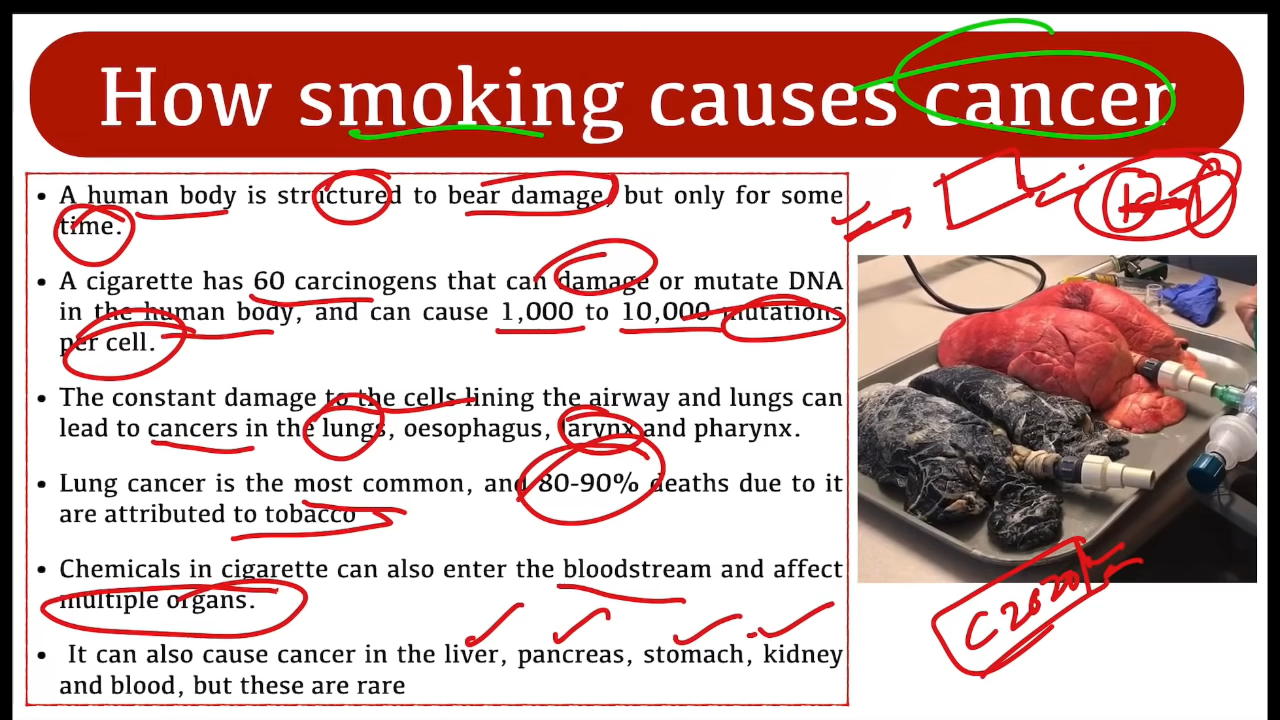 How smoking causes cancer
• A human body is structured to bear damage, but only for some
time.
• A cigarette has 60 carcinogens that can damage or mutate DNA
in the human body, and can cause 1,000 to 10,000 mutations
per cell.
• The constant damage to the cells lining the airway and lungs can
lead to cancers in the lungs, oesophagus, larynx and pharynx.
• Lung cancer is the most common, and 80-90% deaths due to it
are attributed to tobacco
• Chemicals in cigarette can also enter the bloodstream and affect
multiple organs.
• It can also cause cancer in the liver, pancreas, stomach, kidney
and blood, but these are rare